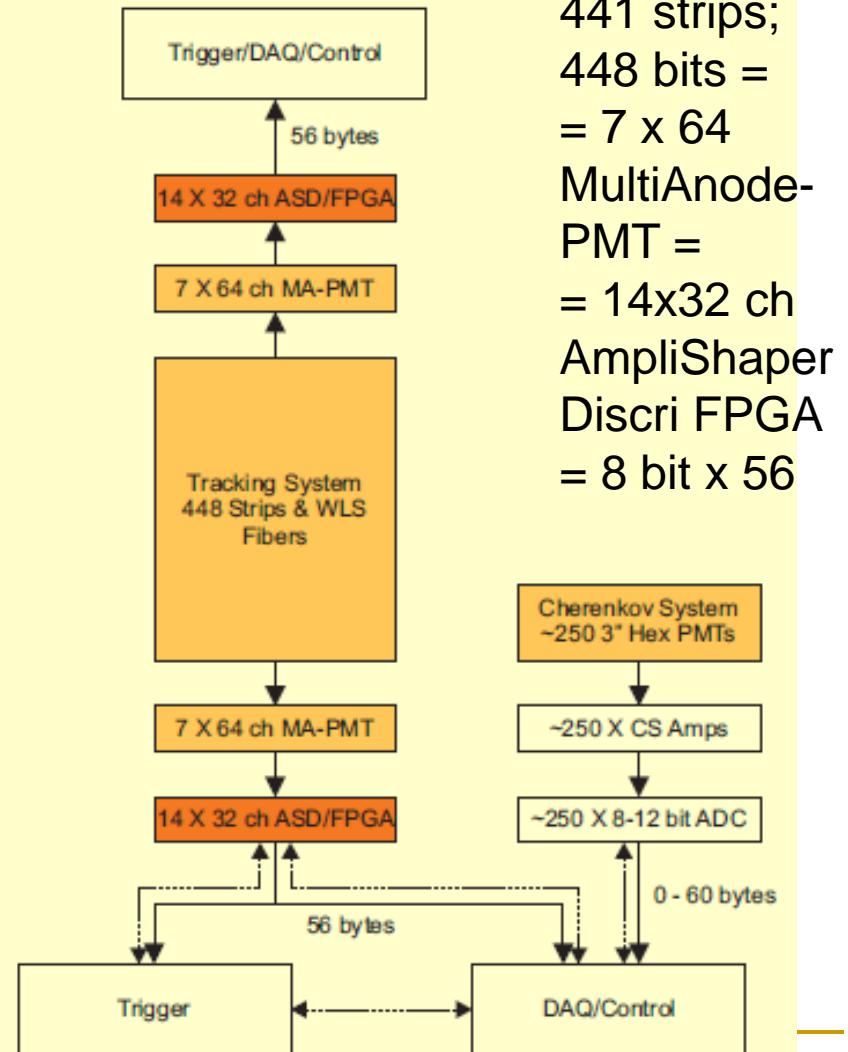 Trigger/DAQ/Control
56 bytes
14 X 32 ch ASD/FPGA
7 X 64 ch MA-PMT
Tracking System
448 Strips & WLS
Fibers
7 X 64 ch MA-PMT
14 X 32 ch ASD/FPGA
56 bytes
Trigger
441 strips;
448 bits =
= 7 x 64
MultiAnode-
PMT =
= 14x32 ch
AmpliShaper
Discri FPGA
= 8 bit x 56
Cherenkov System
~250 3" Hex PMTs
~250 X CS Amps
~250 X 8-12 bit ADC
0 - 60 bytes
DAQ/Control